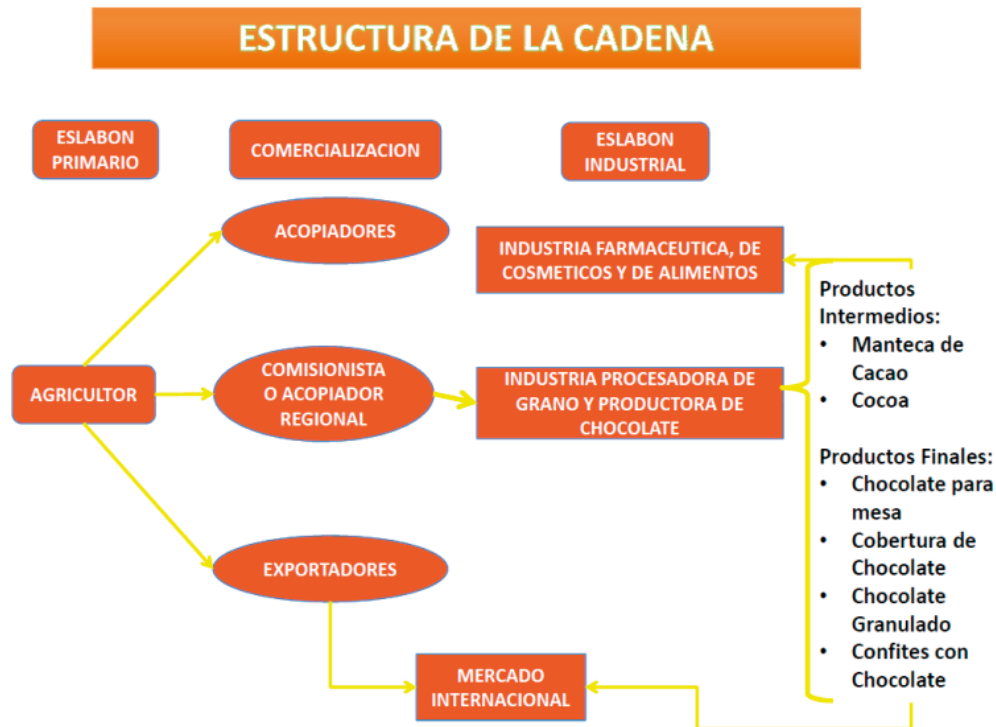 ESTRUCTURA DE LA CADENA
ESLABON
PRIMARIO
COMERCIALIZACION
ESLABON
INDUSTRIAL
ACOPIADORES
INDUSTRIA FARMACEUTICA, DE
COSMETICOS Y DE ALIMENTOS
AGRICULTOR
COMISIONISTA
O ACOPIADOR
REGIONAL
INDUSTRIA PROCESADORA DE
GRANO Y PRODUCTORA DE
CHOCOLATE
EXPORTADORES
MERCADO
INTERNACIONAL
Productos
Intermedios:
• Manteca de
Cacao
• Cocoa
Productos Finales:
• Chocolate para
mesa
• Cobertura de
Chocolate
• Chocolate
Granulado
• Confites con
Chocolate